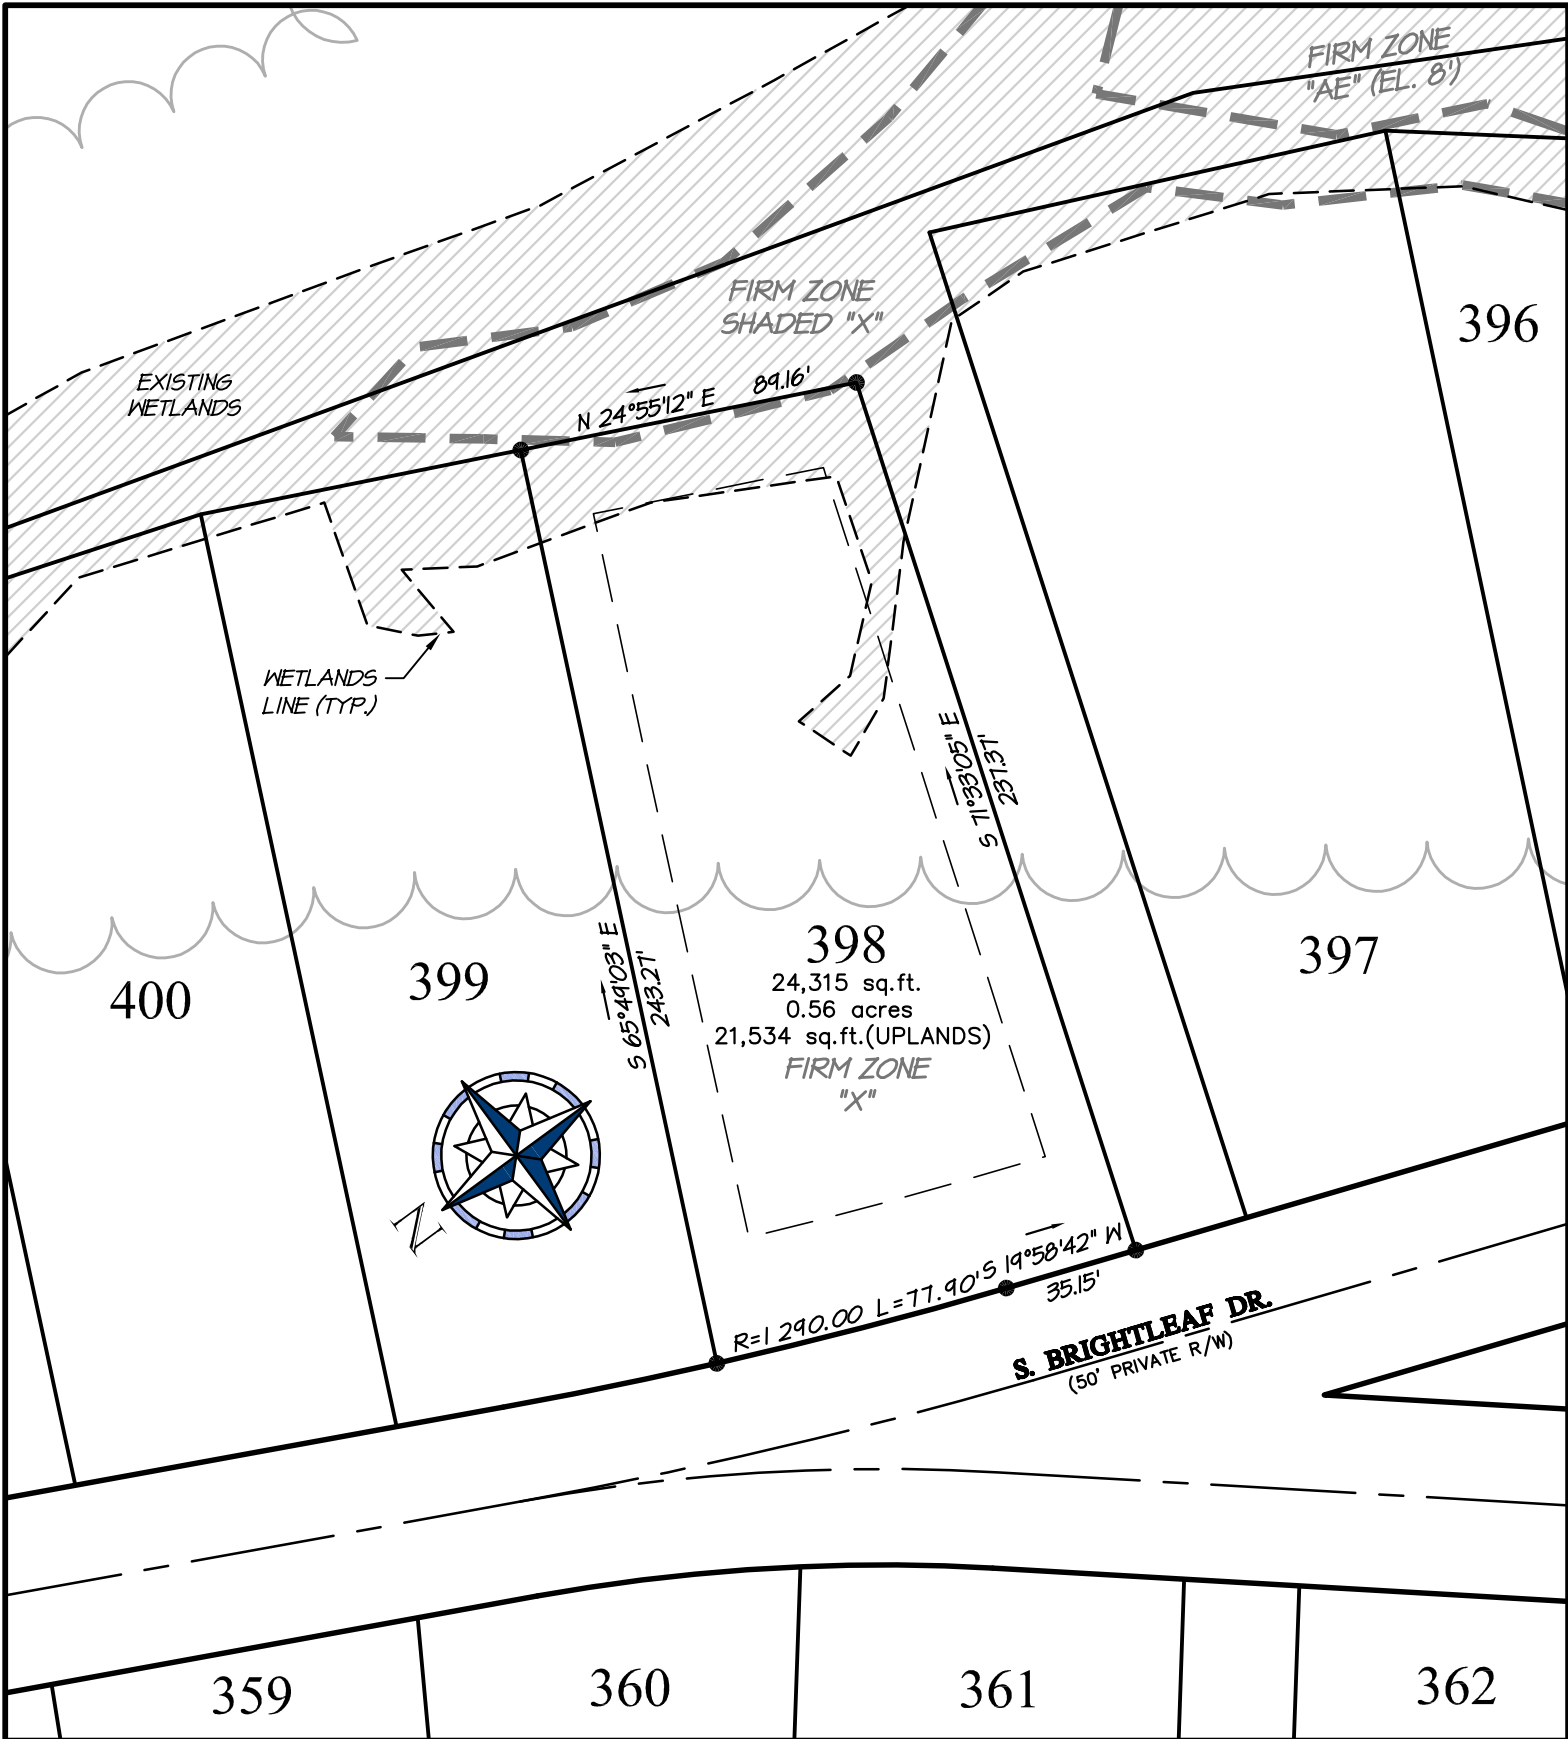 FIRM ZONE
"AE" (EL. 8')
FIRM ZONE
SHADED "X"
396
EXISTING
WETLANDS
N 24°55'12" E 89.16'
WETLANDS
LINE (TYP.)
S 71°33'05" E
237.37'
S 65°49'03" E
243.27'
400
399
398
24,315 sq.ft.
0.56 acres
21,534 sq.ft.(UPLANDS)
FIRM ZONE
"X"
397
N
R=1290.00 L=77.90'
S 19°58'42" W
35.15'
S. BRIGHTLEAF DR.
(50' PRIVATE R/W)
359
360
361
362